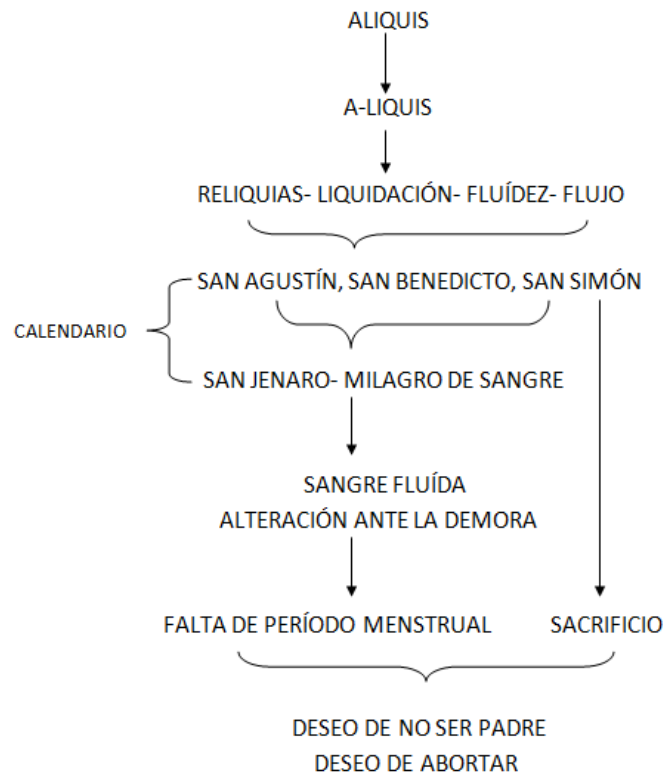 ALIQUIS
A-LIQUIS
RELIQUIAS- LIQUIDACIÓN- FLUÍDEZ- FLUJO
SAN AGUSTÍN, SAN BENEDICTO, SAN SIMÓN
CALENDARIO
SAN JENARO- MILAGRO DE SANGRE
SANGRE FLUÍDA
ALTERACIÓN ANTE LA DEMORA
FALTA DE PERÍODO MENSTRUAL
SACRIFICIO
DESEO DE NO SER PADRE
DESEO DE ABORTAR